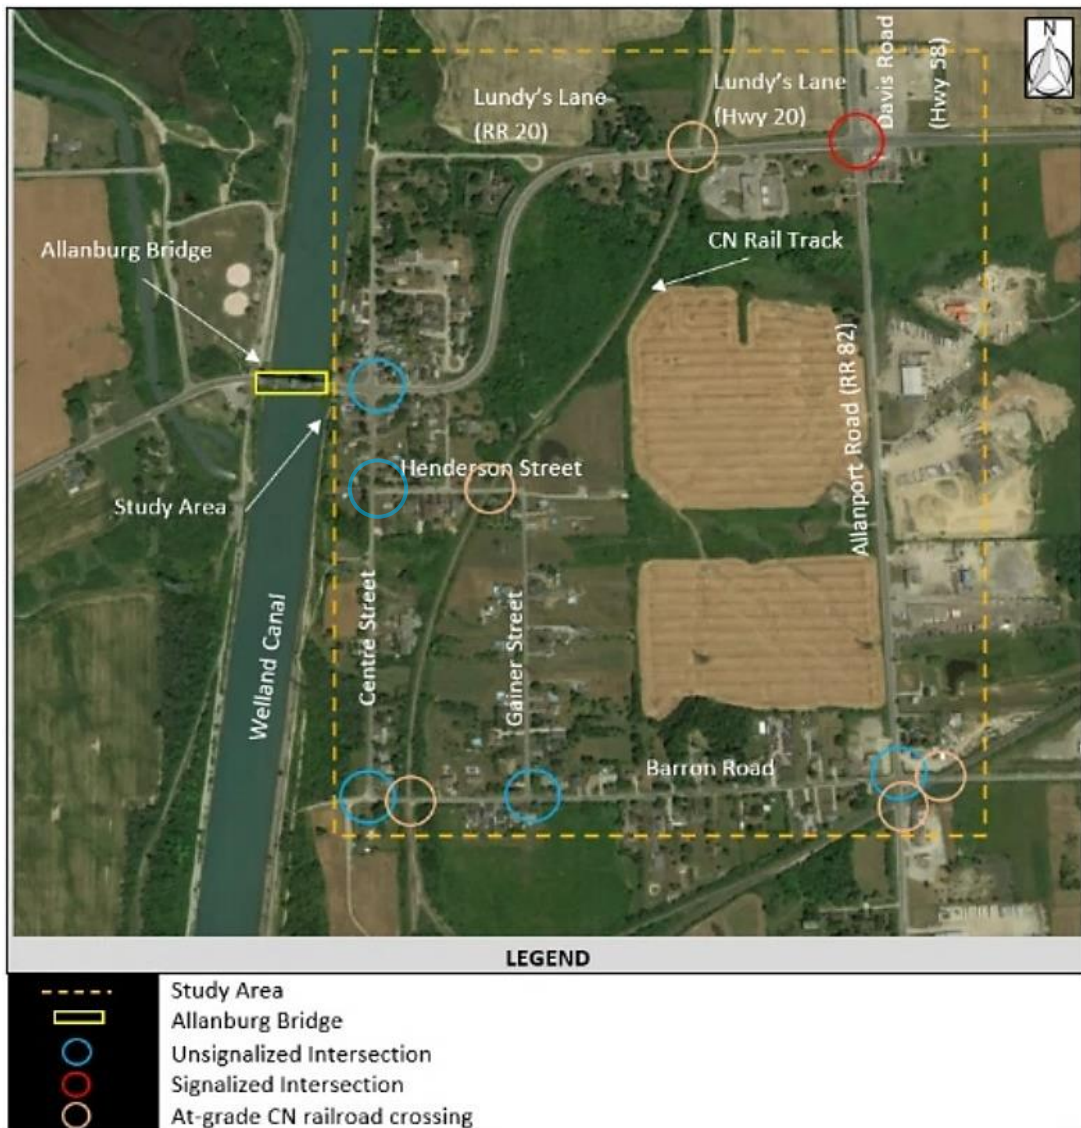 N
Lundy's Lane
(RR 20)
Lundy's Lane
(Hwy 20)
Davis Road
(Hwy 58)
Allanburg Bridge
CN Rail Track
Allanport Road (RR 82)
Henderson Street
Study Area
Welland Canal
Centre Street
Gainer Street
Barron Road
LEGEND
Study Area
Allanburg Bridge
Unsignalized Intersection
Signalized Intersection
At-grade CN railroad crossing